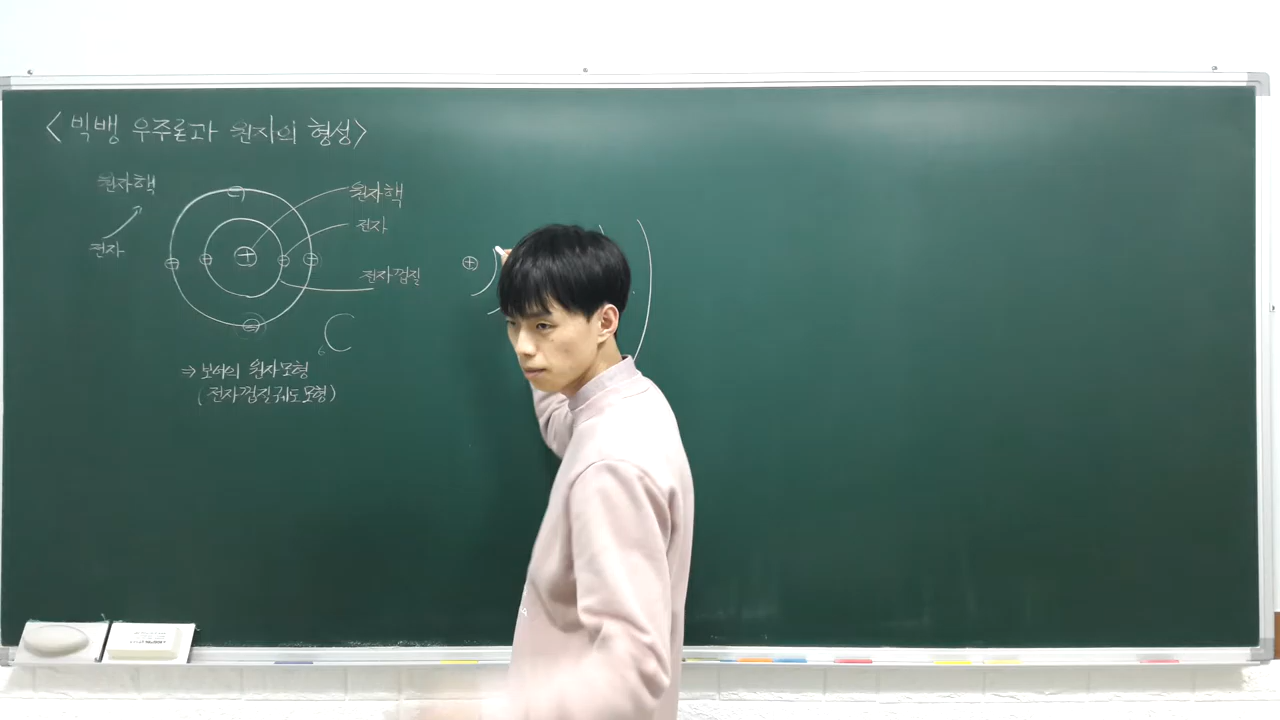 <빅뱅 우주론과 원자의 형성>
원자핵
전자
원자핵
전자
전자껍질
+
6C
⇒ 보어의 원자모형
(전자껍질궤도모형)
+